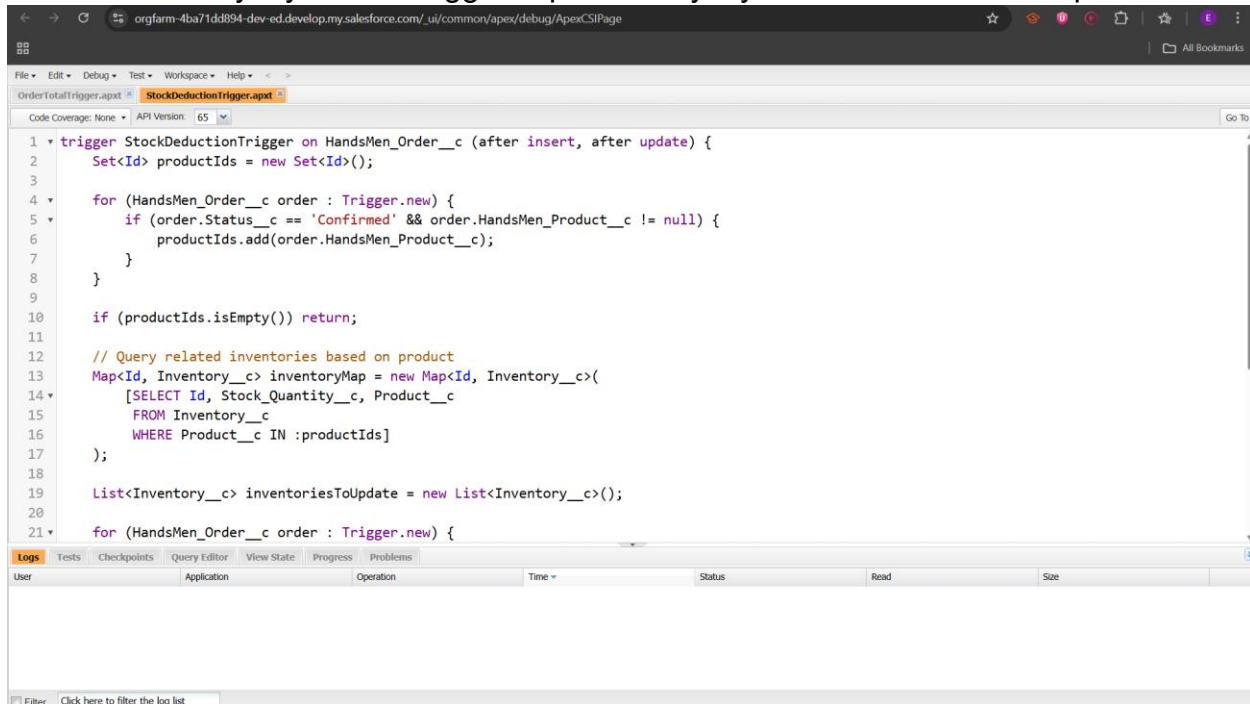 orgfarm-4ba71dd894-dev-ed.develop.my.salesforce.com/_ui/common/apex/debug/ApexCSIPage
E
All Bookmarks
File Edit Debug Test Workspace Help < >
OrderTotalTrigger.apxt StockDeductionTrigger.apxt
Code Coverage: None API Version: 65 Go To
1 trigger StockDeductionTrigger on HandsMen_Order__c (after insert, after update) {
2 Set<Id> productIds = new Set<Id>();
3
4 for (HandsMen_Order__c order : Trigger.new) {
5 if (order.Status__c == 'Confirmed' && order.HandsMen_Product__c != null) {
6 productIds.add(order.HandsMen_Product__c);
7 }
8 }
9
10 if (productIds.isEmpty()) return;
11
12 // Query related inventories based on product
13 Map<Id, Inventory__c> inventoryMap = new Map<Id, Inventory__c>(
14 [SELECT Id, Stock_Quantity__c, Product__c
15 FROM Inventory__c
16 WHERE Product__c IN :productIds]
17 );
18
19 List<Inventory__c> inventoriesToUpdate = new List<Inventory__c>();
20
21 for (HandsMen_Order__c order : Trigger.new) {
Logs Tests Checkpoints Query Editor View State Progress Problems
User Application Operation Time Status Read Size
Filter Click here to filter the log list